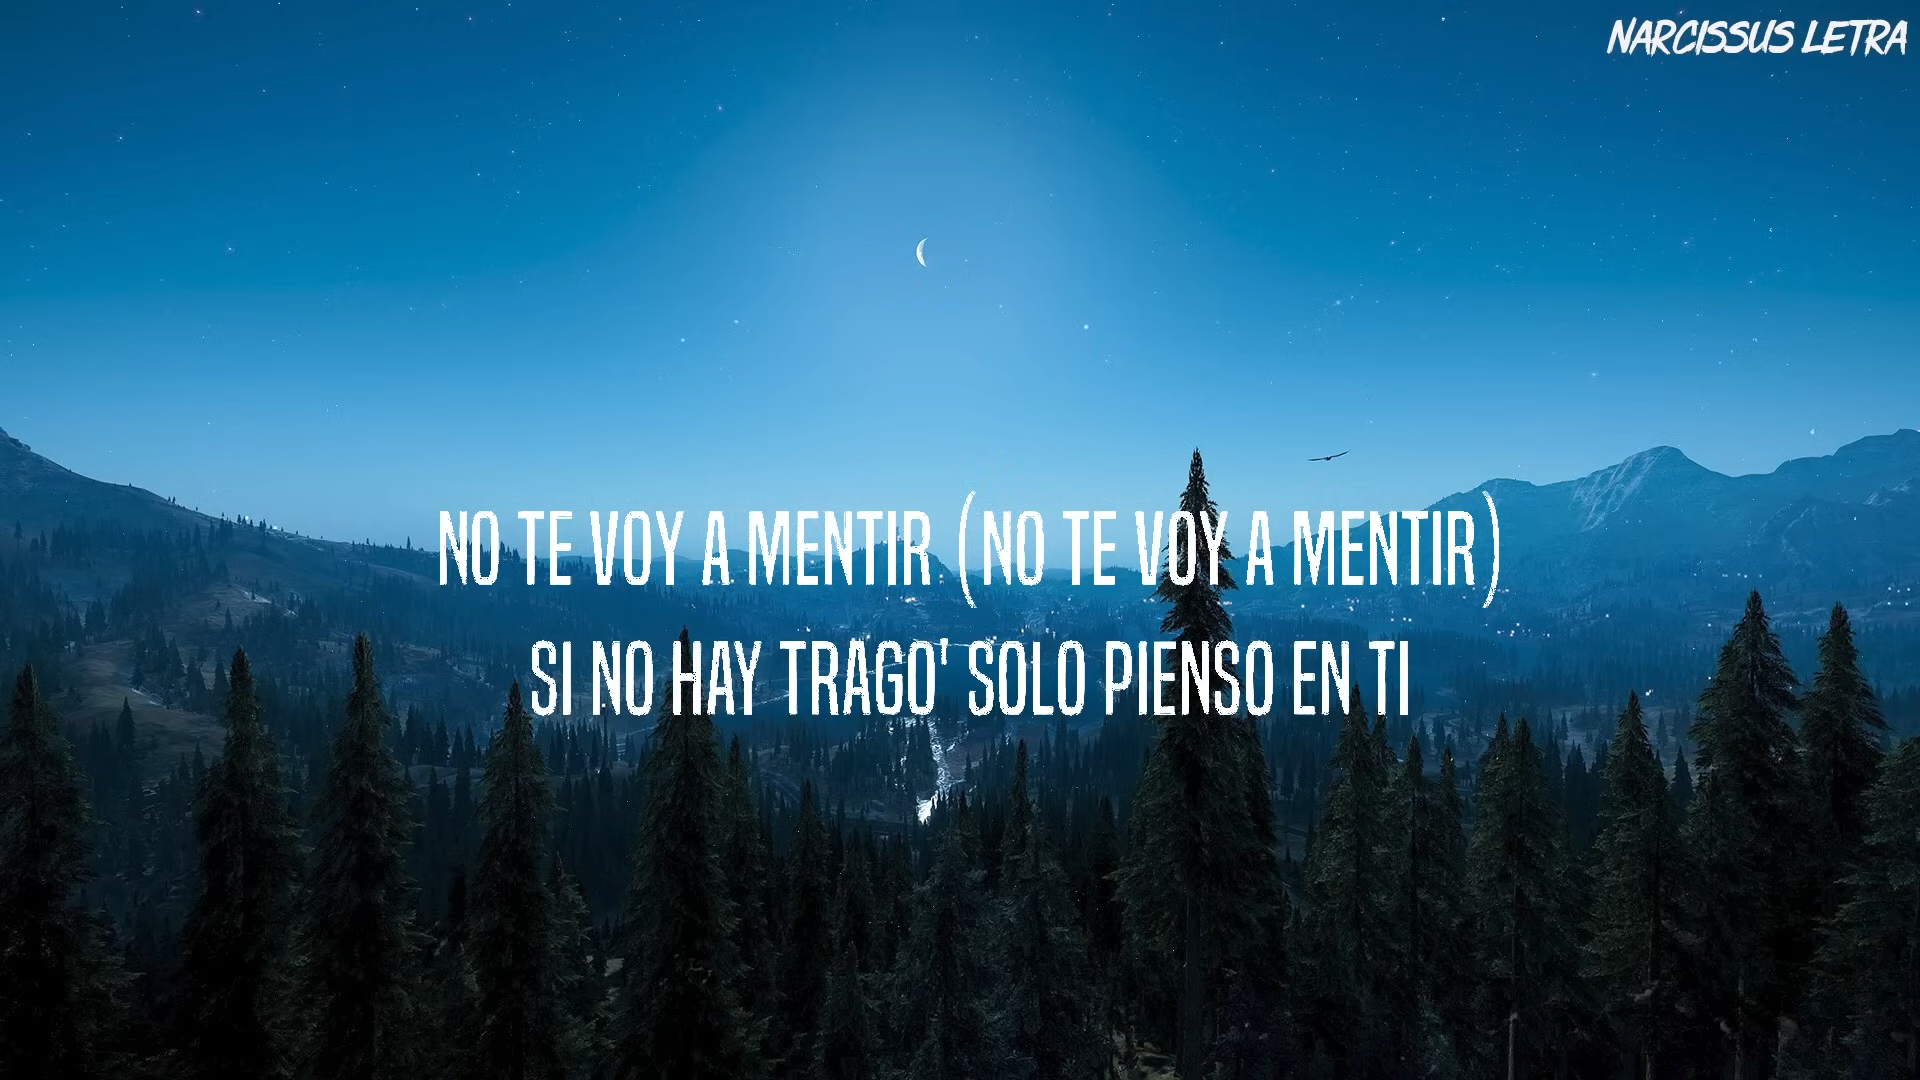 NARCISSUS LETRA
NO TE VOY A MENTIR (NO TE VOY A MENTIR)
SI NO HAY TRAGO' SOLO PIENSO EN TI